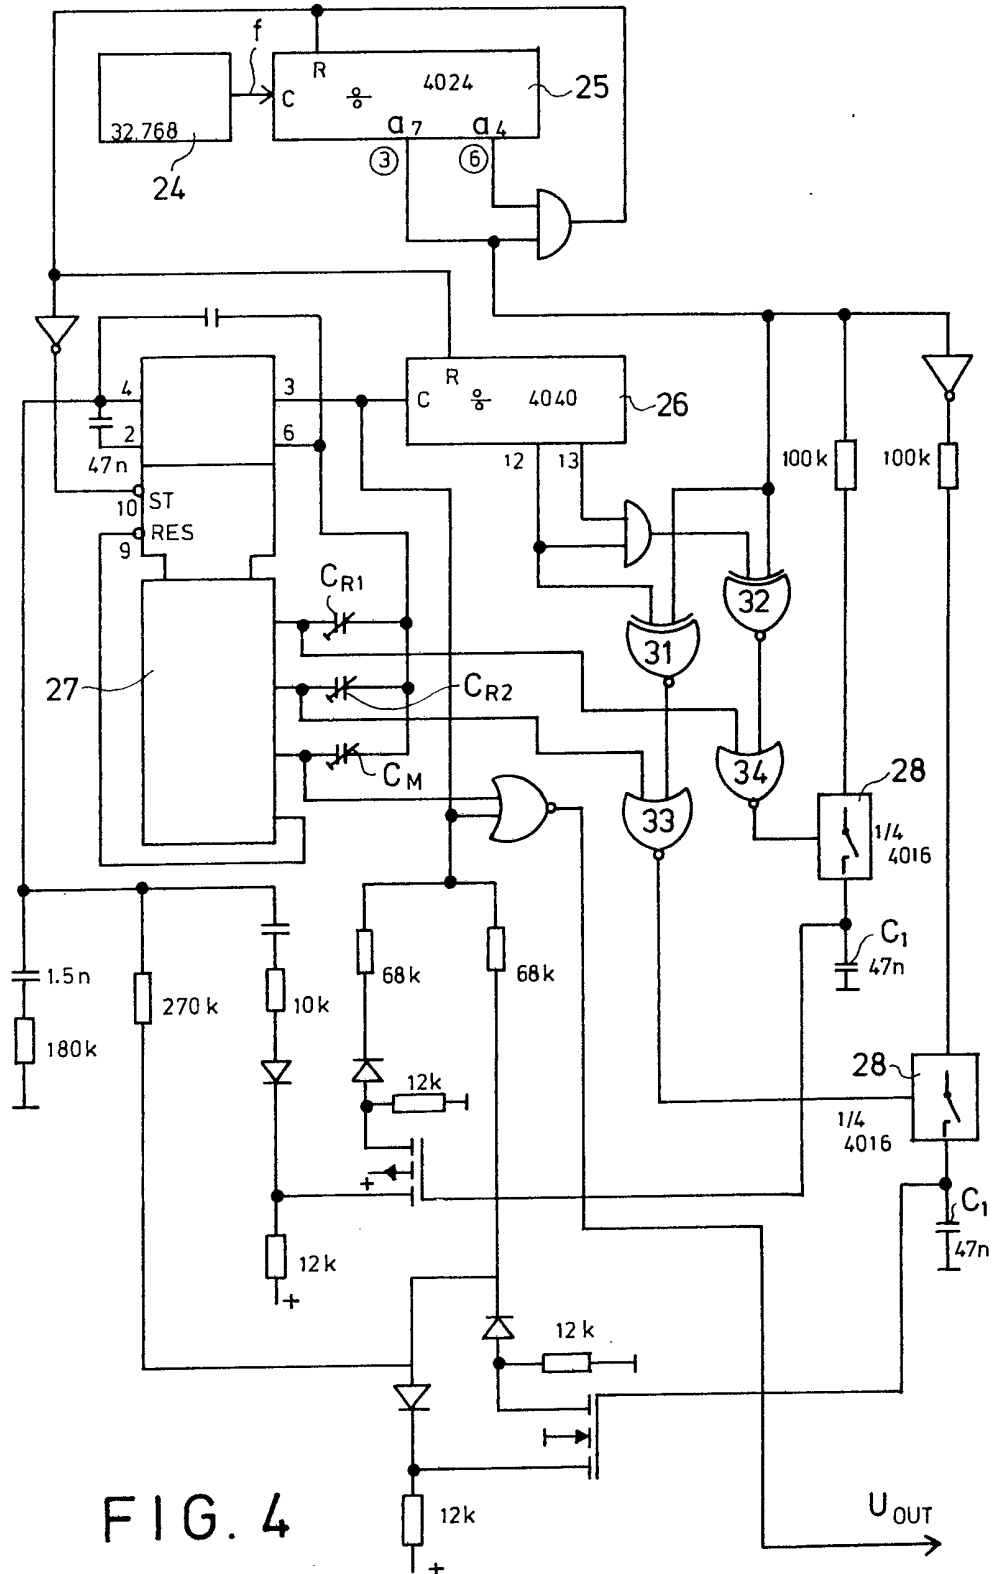 f
R
C ÷ 4024
25
32.768
a7 a4
3 6
24
4 3
R
C ÷ 4040
26
2 6
47n
12 13
100k 100k
10 ST
RES
9
CR1
32
31
27
CR2
34
CM
28
33
1/4
4016
C1
47n
1.5n
270k
10k
68k
68k
180k
12k
28
1/4
4016
+
C1
47n
12k
+
12k
FIG. 4
12k
+
UOUT